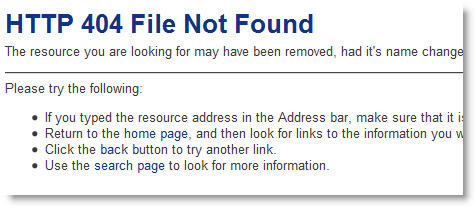 HTTP 404 File Not Found
The resource you are looking for may have been removed, had it's name change
Please try the following:
If you typed the resource address in the Address bar, make sure that it is
Return to the home page, and then look for links to the information you w
Click the back button to try another link.
Use the search page to look for more information.